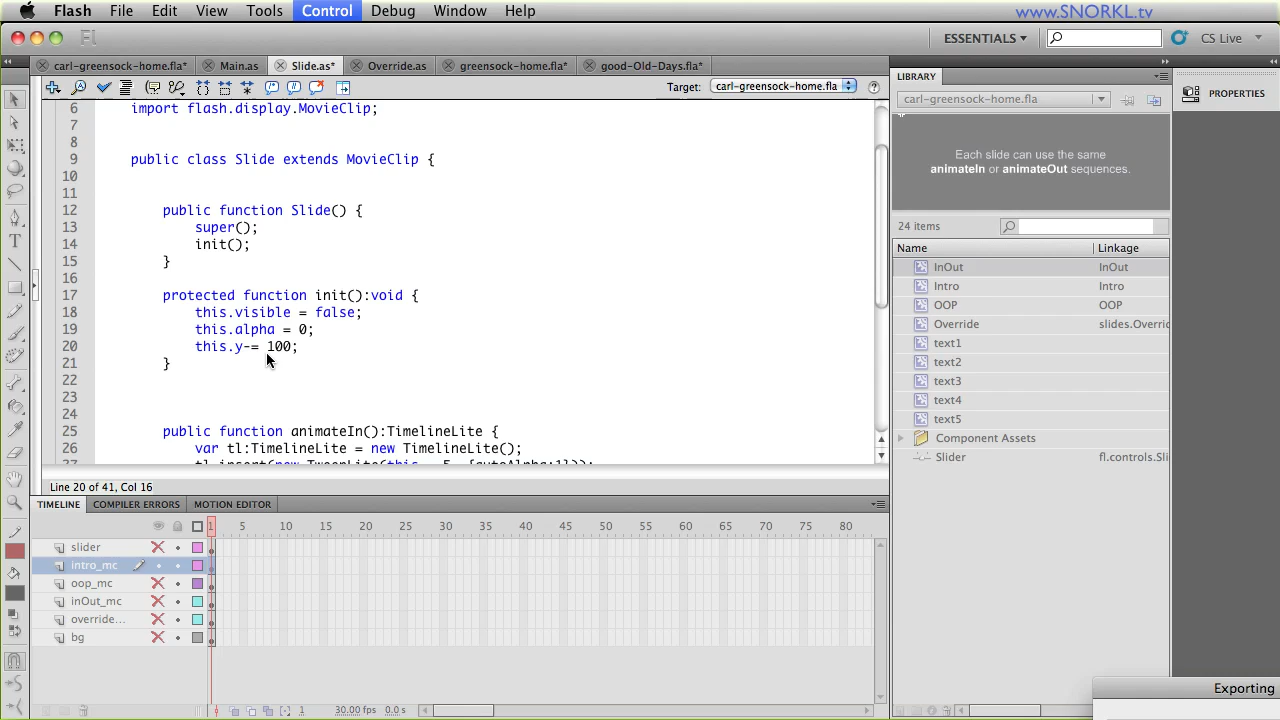 Flash File Edit View Tools Control Debug Window Help
www.SNORKL.tv
Fl ESSENTIALS CS Live
carl-greensock-home.fla* Main.as Slide.as* Override.as greensock-home.fla* good-Old-Days.fla*
Target: carl-greensock-home.fla
6 import flash.display.MovieClip;
7
8
9 public class Slide extends MovieClip {
10
11
12 public function Slide() {
13 super();
14 init();
15 }
16
17 protected function init():void {
18 this.visible = false;
19 this.alpha = 0;
20 this.y-= 100;
21 }
22
23
24
25 public function animateIn():TimelineLite {
26 var tl:TimelineLite = new TimelineLite();
Line 20 of 41, Col 16
TIMELINE COMPILER ERRORS MOTION EDITOR
1 5 10 15 20 25 30 35 40 45 50 55 60 65 70 75 80
slider
intro_mc
oop_mc
inOut_mc
override...
bg
1 30.00 fps 0.0 s
LIBRARY
carl-greensock-home.fla
Each slide can use the same
animateIn or animateOut sequences.
24 items
Name Linkage
InOut InOut
Intro Intro
OOP OOP
Override slides.Overri
text1
text2
text3
text4
text5
Component Assets
Slider fl.controls.Sli
PROPERTIES
Exporting